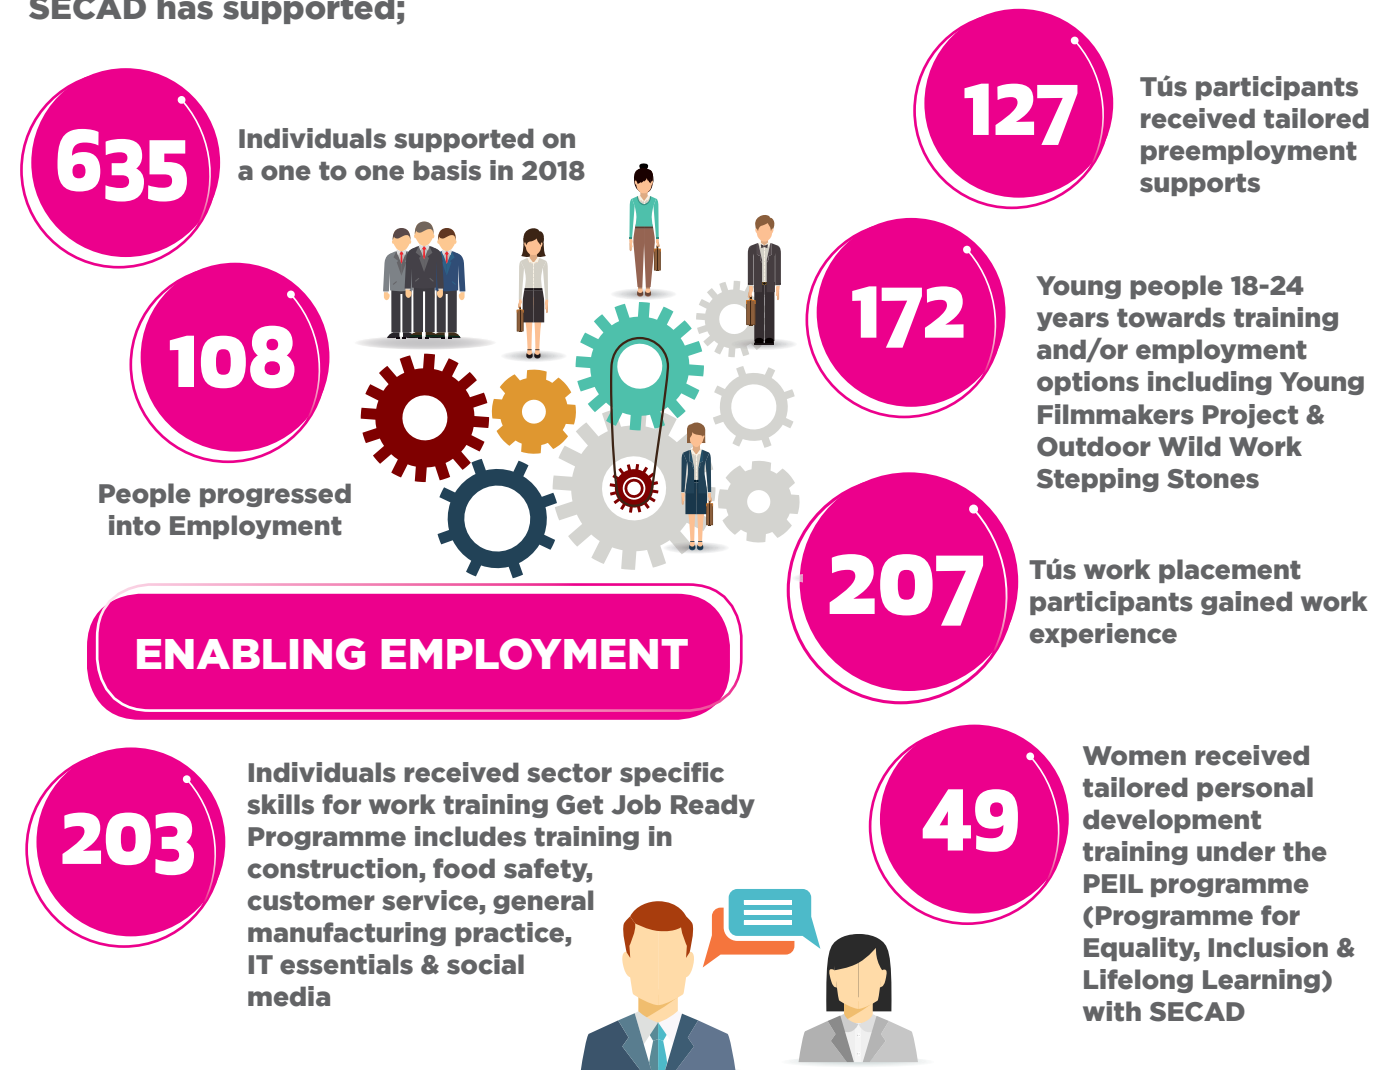 SECAD has supported;
635
Individuals supported on
a one to one basis in 2018
108
People progressed
into Employment
127
Tús participants
received tailored
preemployment
supports
172
Young people 18-24
years towards training
and/or employment
options including Young
Filmmakers Project &
Outdoor Wild Work
Stepping Stones
207
Tús work placement
participants gained work
experience
ENABLING EMPLOYMENT
203
Individuals received sector specific
skills for work training Get Job Ready
Programme includes training in
construction, food safety,
customer service, general
manufacturing practice,
IT essentials & social
media
49
Women received
tailored personal
development
training under the
PEIL programme
(Programme for
Equality, Inclusion &
Lifelong Learning)
with SECAD